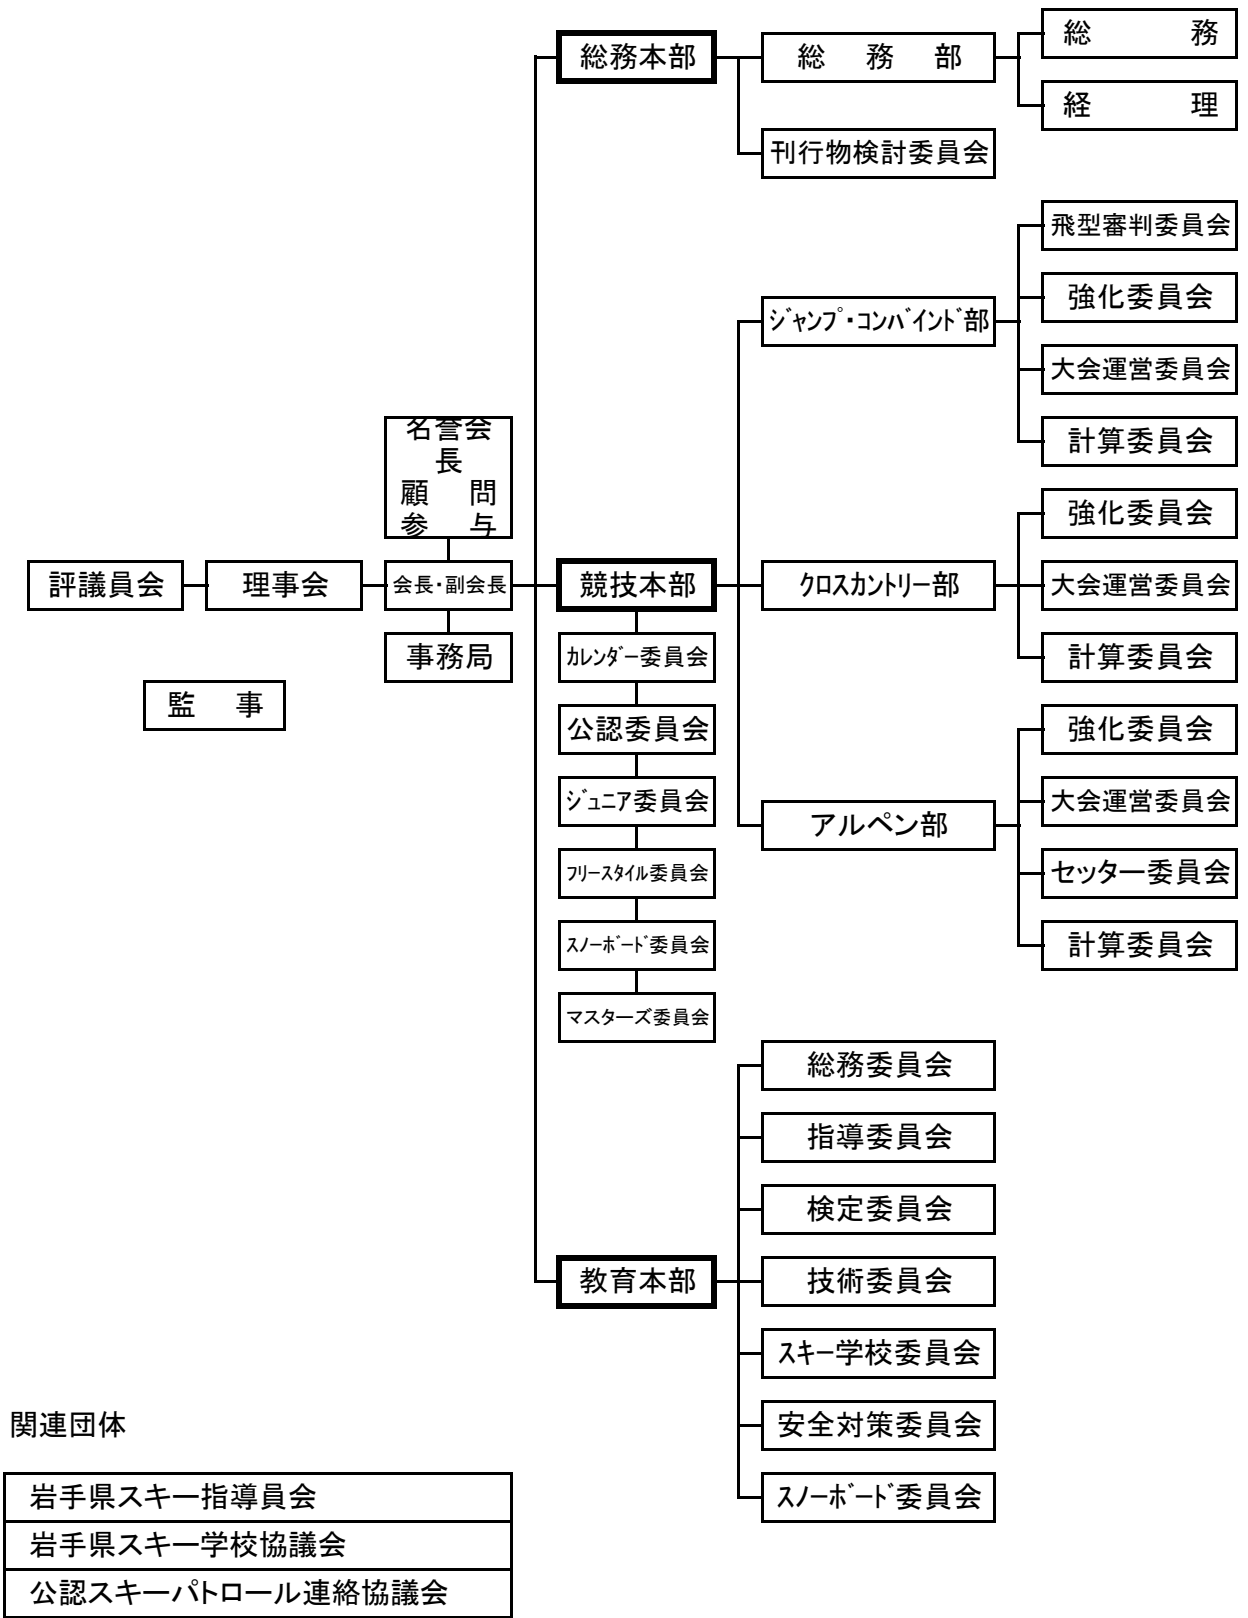 総務本部
総　務　部
総　務
経　理
刊行物検討委員会
飛型審判委員会
強化委員会
ｼﾞｬﾝﾌﾟ・ｺﾝﾊﾞｲﾝﾄﾞ部
大会運営委員会
計算委員会
名誉会
長
顧　問
参　与
評議員会
理事会
会長・副会長
事務局
監　事
競技本部
ｶﾚﾝﾀﾞｰ委員会
公認委員会
ｼﾞｭﾆｱ委員会
ﾌﾘｰｽﾀｲﾙ委員会
ｽﾉｰﾎﾞｰﾄﾞ委員会
マスターズ委員会
ｸﾛｽｶﾝﾄﾘｰ部
強化委員会
大会運営委員会
計算委員会
アルペン部
強化委員会
大会運営委員会
セッター委員会
計算委員会
教育本部
総務委員会
指導委員会
検定委員会
技術委員会
ｽｷｰ学校委員会
安全対策委員会
ｽﾉｰﾎﾞｰﾄﾞ委員会
関連団体
岩手県スキー指導員会
岩手県スキー学校協議会
公認スキーパトロール連絡協議会